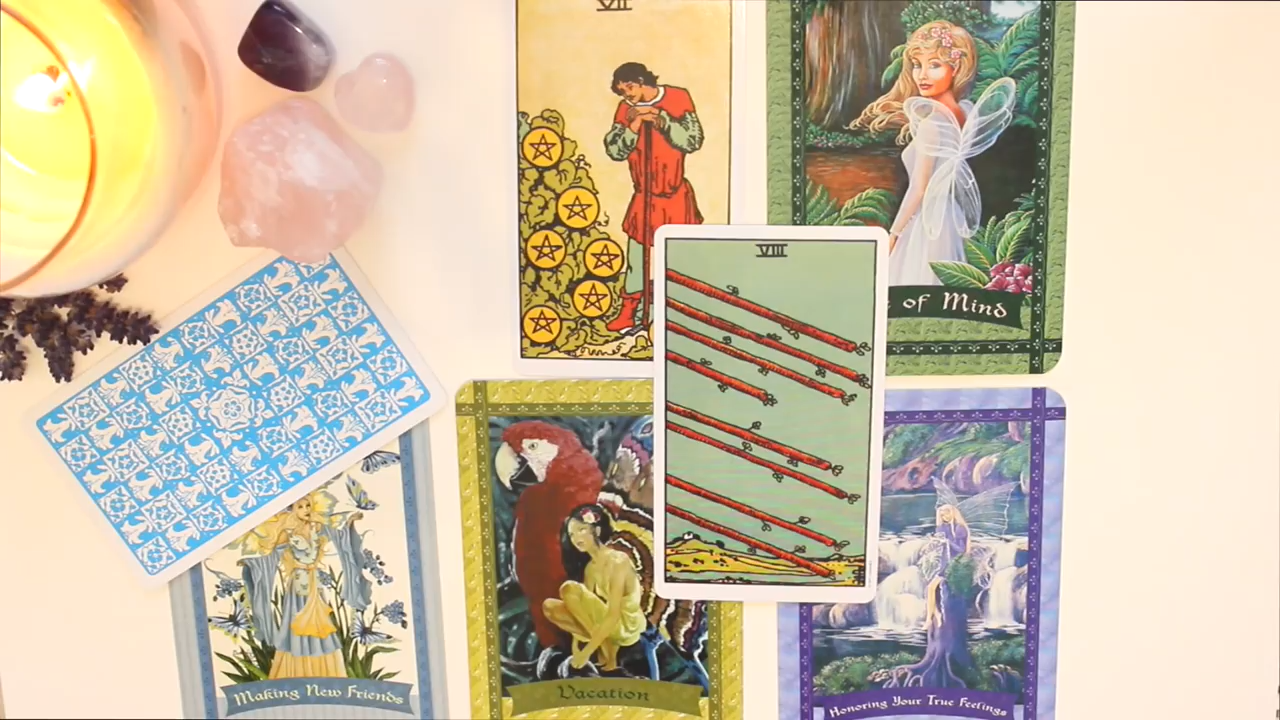 VII
of Mind
VIII
Making New Friends
Vacation
Honoring Your True Feelings